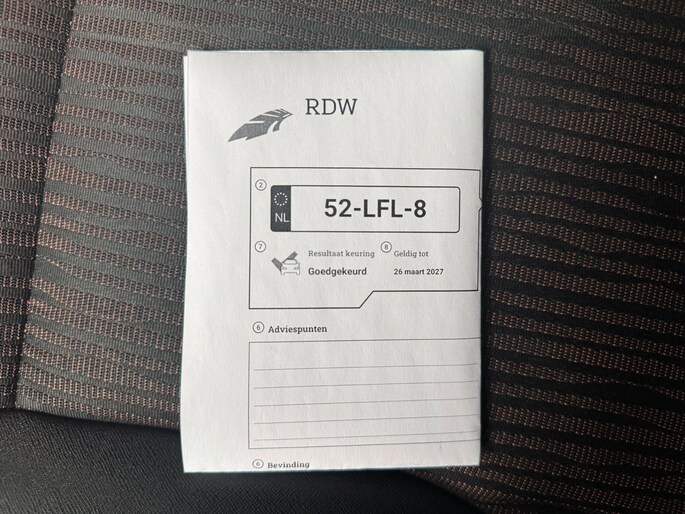 RDW
2
NL
52-LFL-8
7 Resultaat keuring 8 Geldig tot
Goedgekeurd 26 maart 2027
6 Adviespunten
6 Bevinding